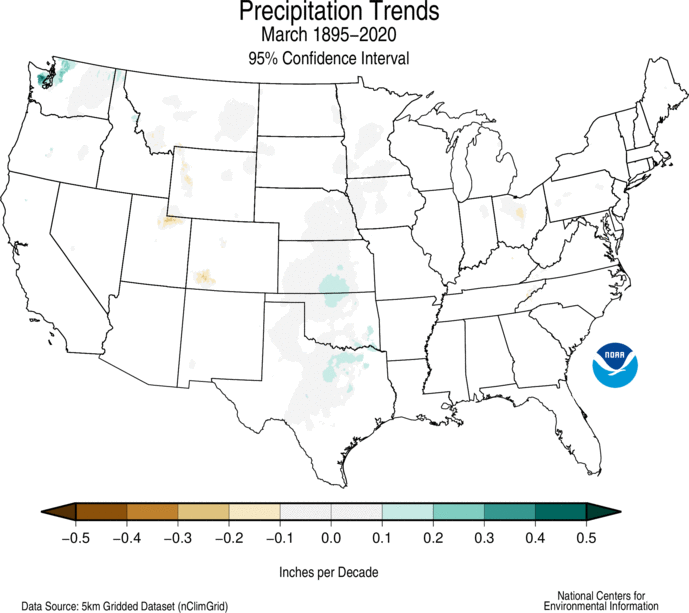 Precipitation Trends
March 1895–2020
95% Confidence Interval
NOAA
−0.5 −0.4 −0.3 −0.2 −0.1 0.0 0.1 0.2 0.3 0.4 0.5
Inches per Decade
Data Source: 5km Gridded Dataset (nClimGrid)
National Centers for
Environmental Information